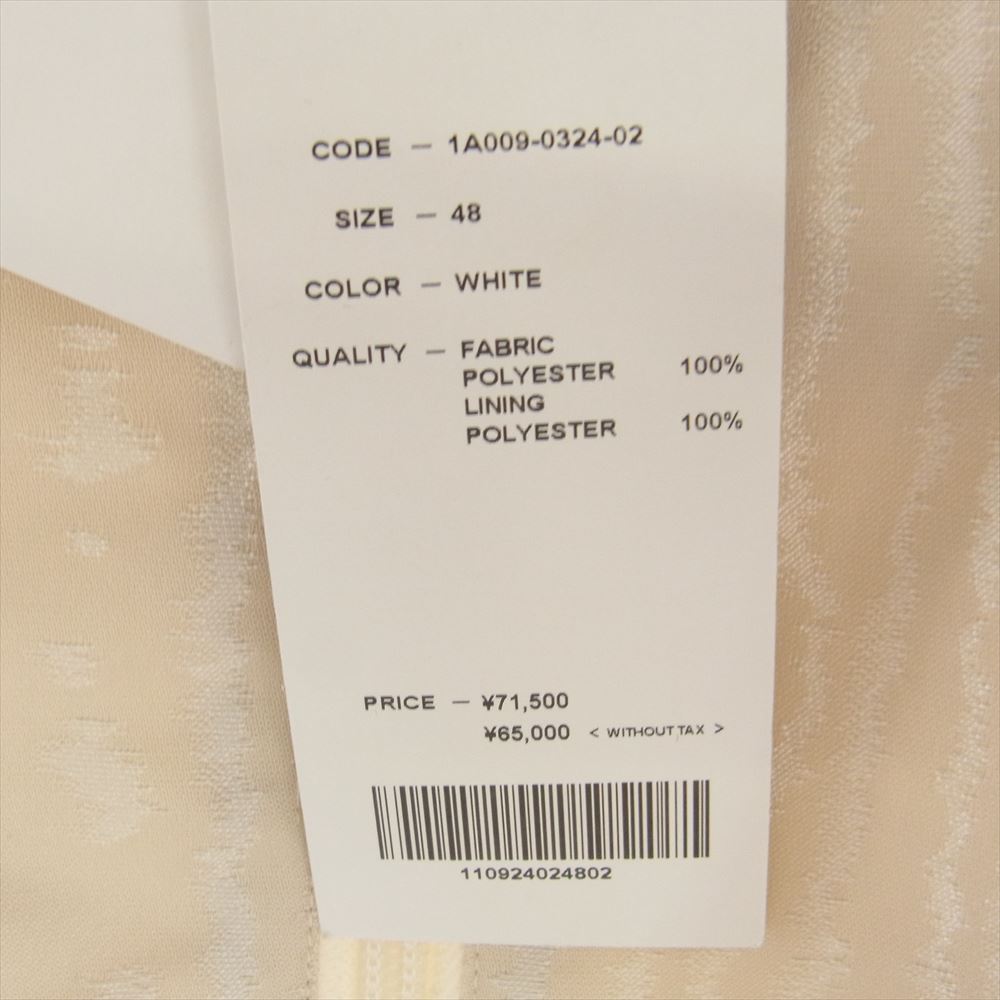 CODE — 1A009-0324-02
SIZE — 48
COLOR — WHITE
QUALITY — FABRIC
POLYESTER 100%
LINING
POLYESTER 100%
PRICE — ¥71,500
¥65,000 < WITHOUT TAX >
110924024802